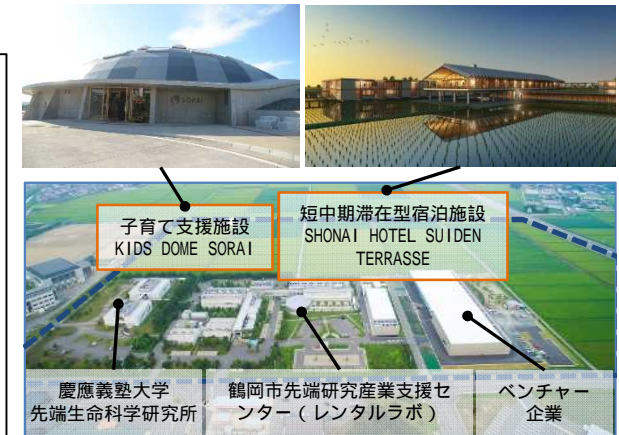 SORAI
子育て支援施設
KIDS DOME SORAI
短中期滞在型宿泊施設
SHONAI HOTEL SUIDEN
TERRASSE
慶應義塾大学
先端生命科学研究所
鶴岡市先端研究産業支援セ
ンター（レンタルラボ）
ベンチャー
企業